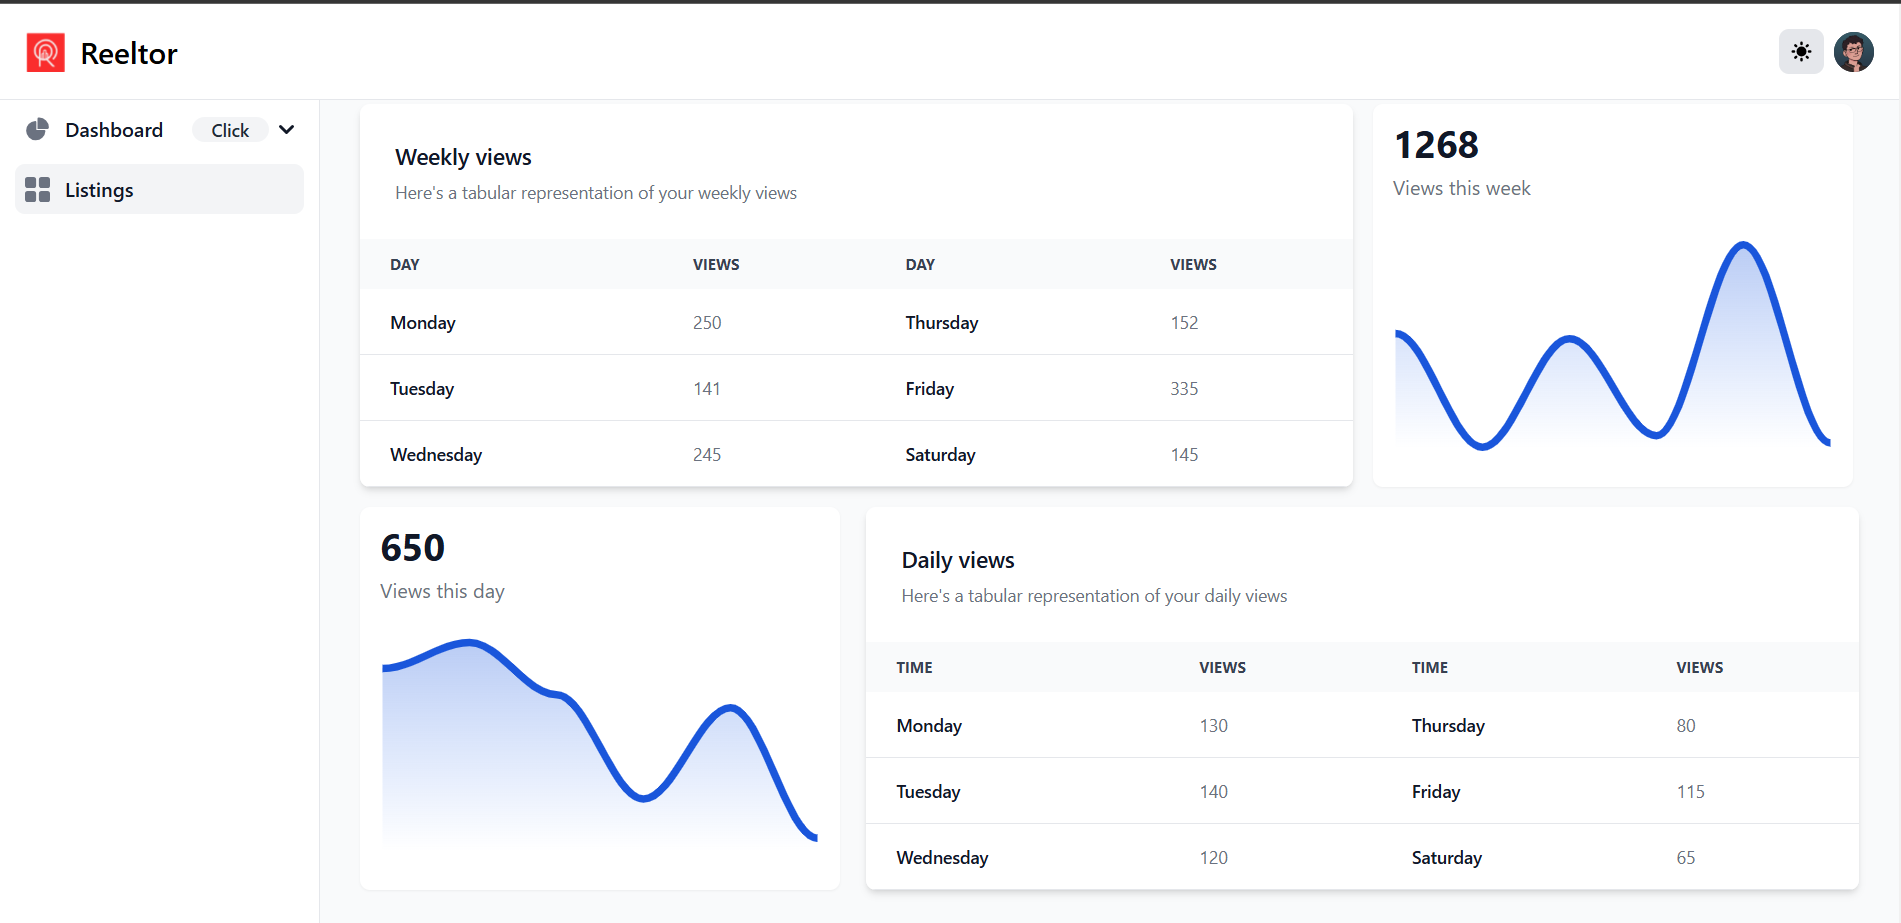 Reeltor
Dashboard Click
Listings
Weekly views
Here's a tabular representation of your weekly views
DAY VIEWS DAY VIEWS
Monday 250 Thursday 152
Tuesday 141 Friday 335
Wednesday 245 Saturday 145
1268
Views this week
650
Views this day
Daily views
Here's a tabular representation of your daily views
TIME VIEWS TIME VIEWS
Monday 130 Thursday 80
Tuesday 140 Friday 115
Wednesday 120 Saturday 65